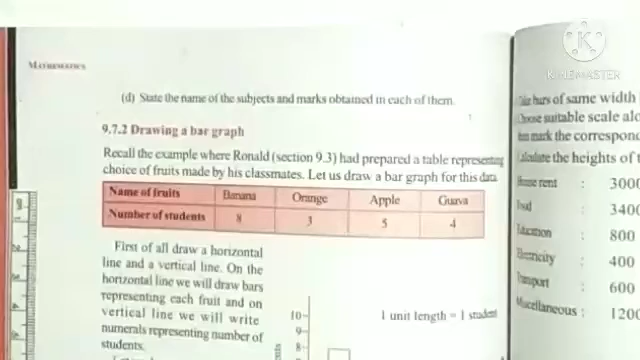 KINEMASTER
MATHEMATICS
(d) State the name of the subjects and marks obtained in each of them.
9.7.2 Drawing a bar graph
Recall the example where Ronald (section 9.3) had prepared a table representing
choice of fruits made by his classmates. Let us draw a bar graph for this data
Name of fruits Banana Orange Apple Guava
Number of students 8 3 5 4
First of all draw a horizontal
line and a vertical line. On the
horizontal line we will draw bars
representing each fruit and on
vertical line we will write
numerals representing number of
students.
10
9
8
1 unit length = 1 student
bars of same width
suitable scale
mark the
the heights of
House rent : 3000
Food : 3400
Education : 800
Electricity : 400
Transport : 600
Miscellaneous : 1200